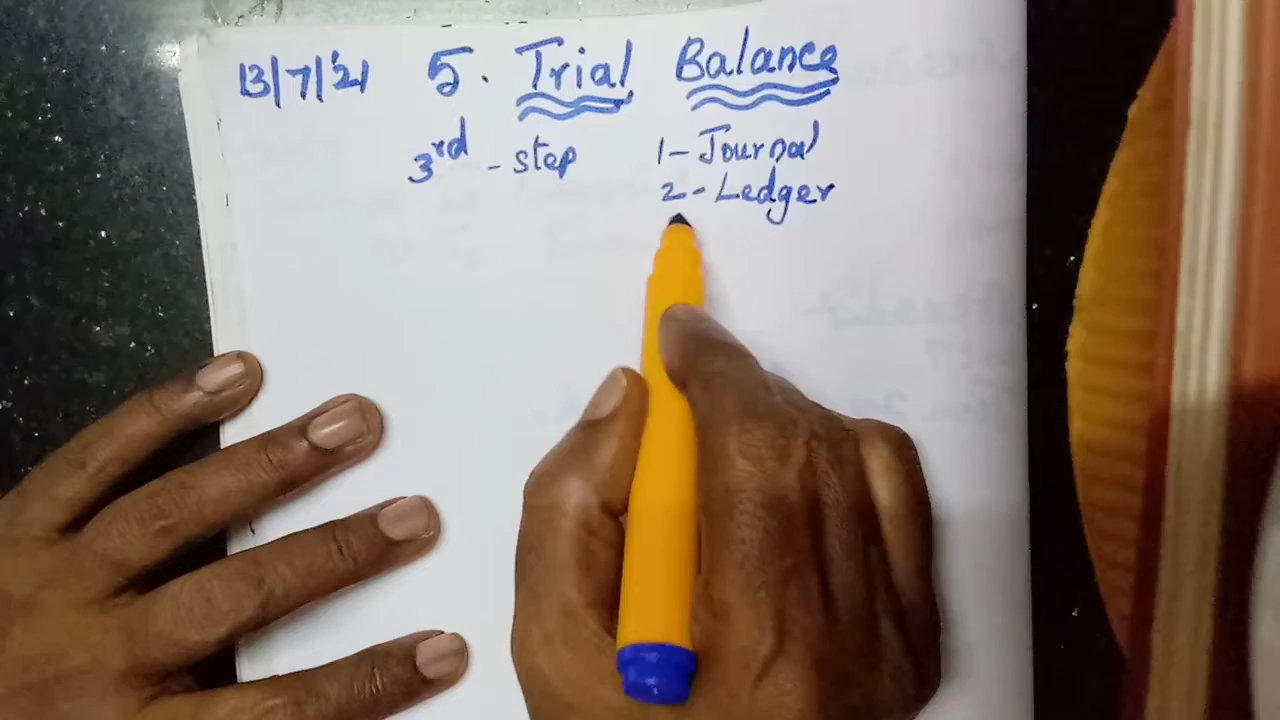 13/7/'21 5. Trial Balance
3rd - step 1- Journal
2- Ledger